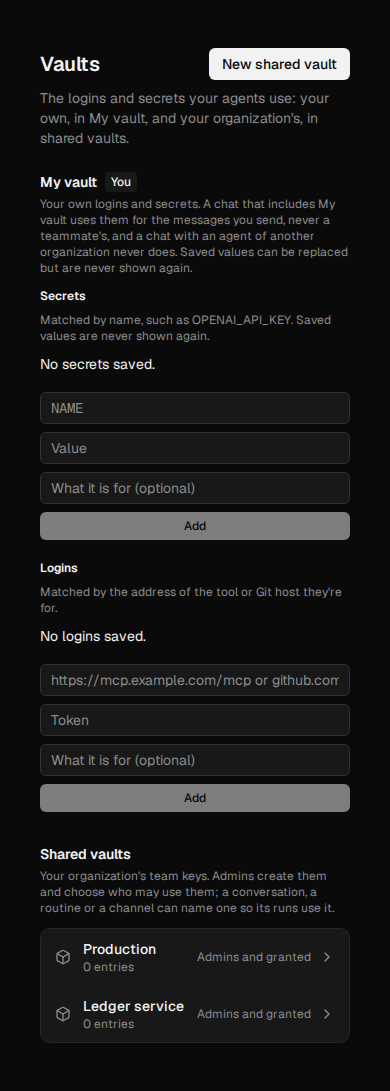 Vaults
New shared vault
The logins and secrets your agents use: your
own, in My vault, and your organization's, in
shared vaults.
My vault
You
Your own logins and secrets. A chat that includes My
vault uses them for the messages you send, never a
teammate's, and a chat with an agent of another
organization never does. Saved values can be replaced
but are never shown again.
Secrets
Matched by name, such as OPENAI_API_KEY. Saved
values are never shown again.
No secrets saved.
NAME
Value
What it is for (optional)
Add
Logins
Matched by the address of the tool or Git host they're
for.
No logins saved.
https://mcp.example.com/mcp or github.com
Token
What it is for (optional)
Add
Shared vaults
Your organization's team keys. Admins create them
and choose who may use them; a conversation, a
routine or a channel can name one so its runs use it.
Production
0 entries
Admins and granted
Ledger service
0 entries
Admins and granted